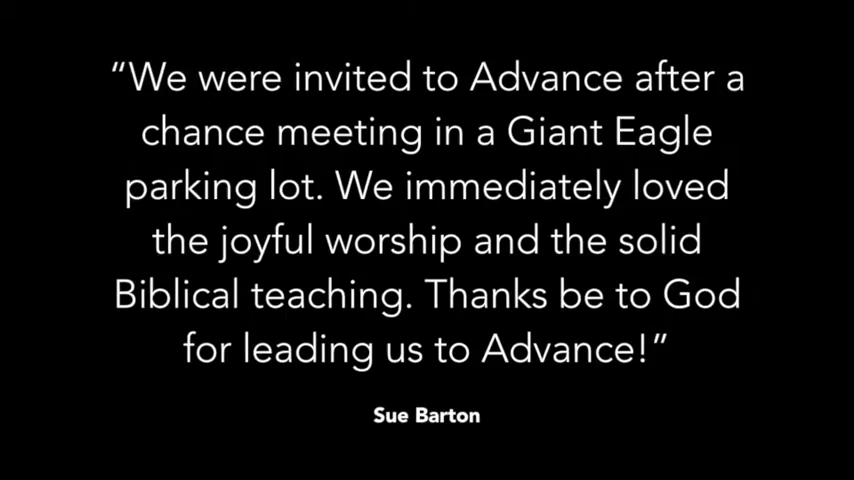 “We were invited to Advance after a
chance meeting in a Giant Eagle
parking lot. We immediately loved
the joyful worship and the solid
Biblical teaching. Thanks be to God
for leading us to Advance!”
Sue Barton